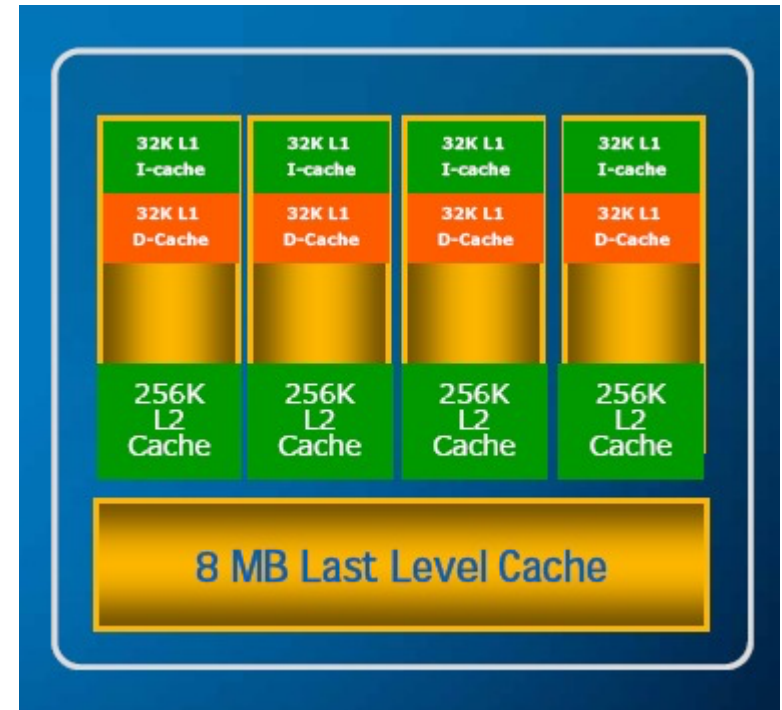 32K L1
I-cache
32K L1
D-Cache
256K
L2
Cache
32K L1
I-cache
32K L1
D-Cache
256K
L2
Cache
32K L1
I-cache
32K L1
D-Cache
256K
L2
Cache
32K L1
I-cache
32K L1
D-Cache
256K
L2
Cache
8 MB Last Level Cache